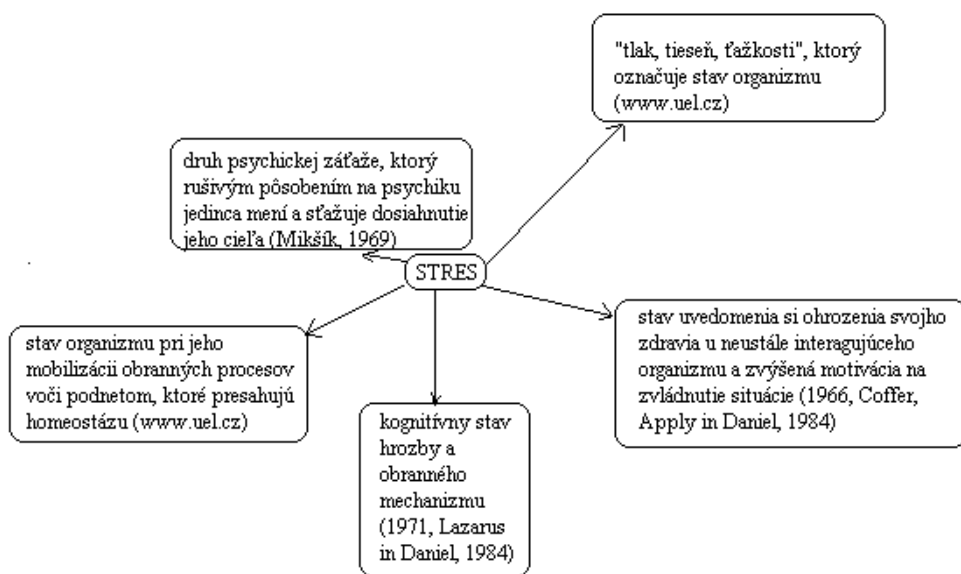 "tlak, tieseň, ťažkosti", ktorý
označuje stav organizmu
(www.uel.cz)
druh psychickej záťaže, ktorý
rušivým pôsobením na psychiku
jedinca mení a sťažuje dosiahnutie
jeho cieľa (Mikšík, 1969)
STRES
stav organizmu pri jeho
mobilizácii obranných procesov
voči podnetom, ktoré presahujú
homeostázu (www.uel.cz)
kognitívny stav
hrozby a
obranného
mechanizmu
(1971, Lazarus
in Daniel, 1984)
stav uvedomenia si ohrozenia svojho
zdravia u neustále interagujúceho
organizmu a zvýšená motivácia na
zvládnutie situácie (1966, Coffer,
Apply in Daniel, 1984)